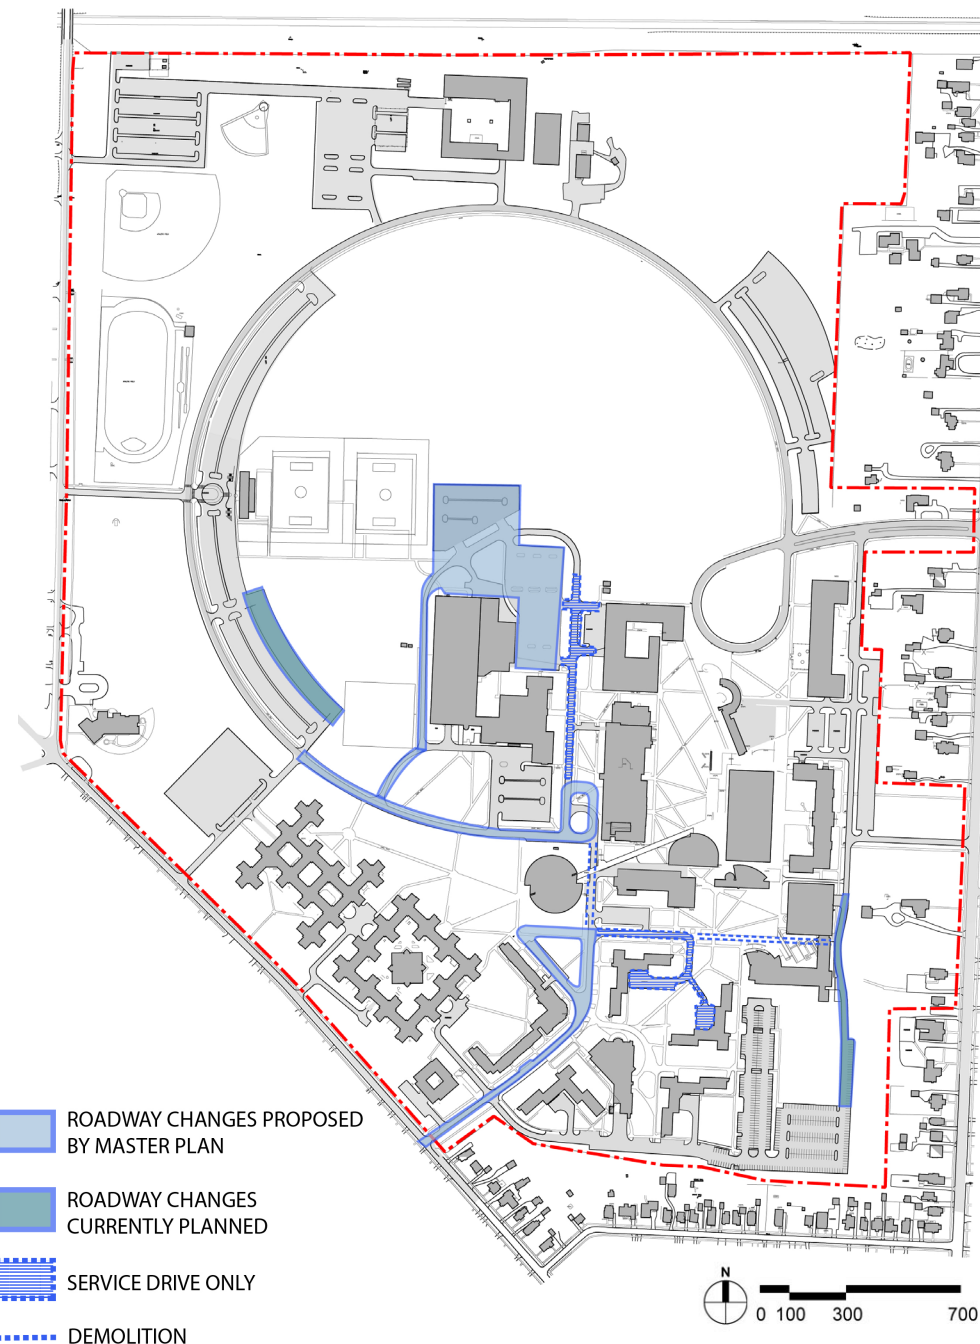 ROADWAY CHANGES PROPOSED
BY MASTER PLAN
ROADWAY CHANGES
CURRENTLY PLANNED
SERVICE DRIVE ONLY
DEMOLITION
N
0 100 300 700